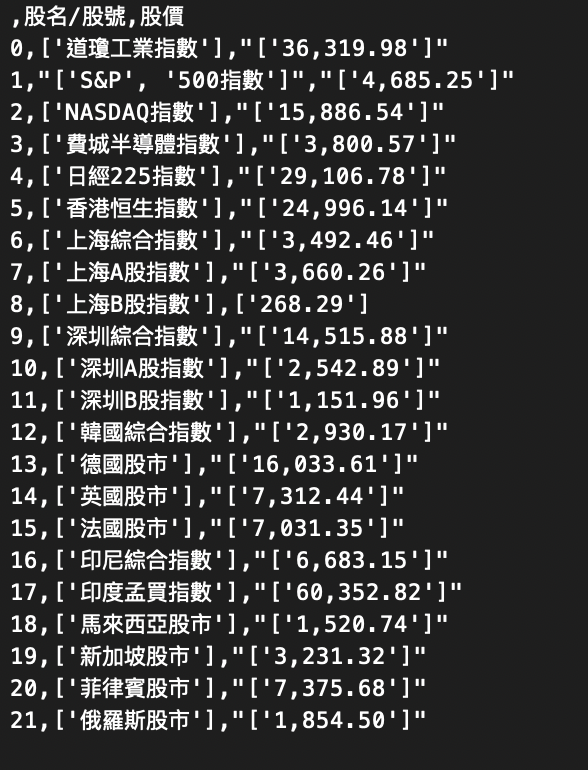 ,股名/股號,股價
0,['道瓊工業指數'],"['36,319.98']"
1,"['S&P', '500指數']","['4,685.25']"
2,['NASDAQ指數'],"['15,886.54']"
3,['費城半導體指數'],"['3,800.57']"
4,['日經225指數'],"['29,106.78']"
5,['香港恒生指數'],"['24,996.14']"
6,['上海綜合指數'],"['3,492.46']"
7,['上海A股指數'],"['3,660.26']"
8,['上海B股指數'],['268.29']
9,['深圳綜合指數'],"['14,515.88']"
10,['深圳A股指數'],"['2,542.89']"
11,['深圳B股指數'],"['1,151.96']"
12,['韓國綜合指數'],"['2,930.17']"
13,['德國股市'],"['16,033.61']"
14,['英國股市'],"['7,312.44']"
15,['法國股市'],"['7,031.35']"
16,['印尼綜合指數'],"['6,683.15']"
17,['印度孟買指數'],"['60,352.82']"
18,['馬來西亞股市'],"['1,520.74']"
19,['新加坡股市'],"['3,231.32']"
20,['菲律賓股市'],"['7,375.68']"
21,['俄羅斯股市'],"['1,854.50']"